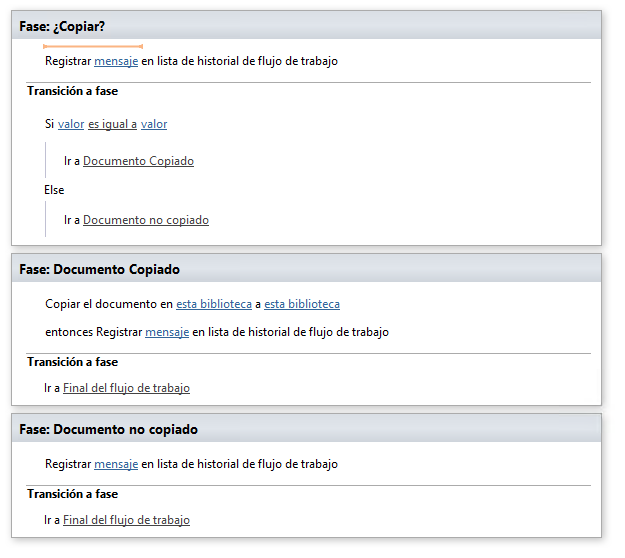 Fase: ¿Copiar?
Registrar mensaje en lista de historial de flujo de trabajo
Transición a fase
Si valor es igual a valor
Ir a Documento Copiado
Else
Ir a Documento no copiado
Fase: Documento Copiado
Copiar el documento en esta biblioteca a esta biblioteca
entonces Registrar mensaje en lista de historial de flujo de trabajo
Transición a fase
Ir a Final del flujo de trabajo
Fase: Documento no copiado
Registrar mensaje en lista de historial de flujo de trabajo
Transición a fase
Ir a Final del flujo de trabajo